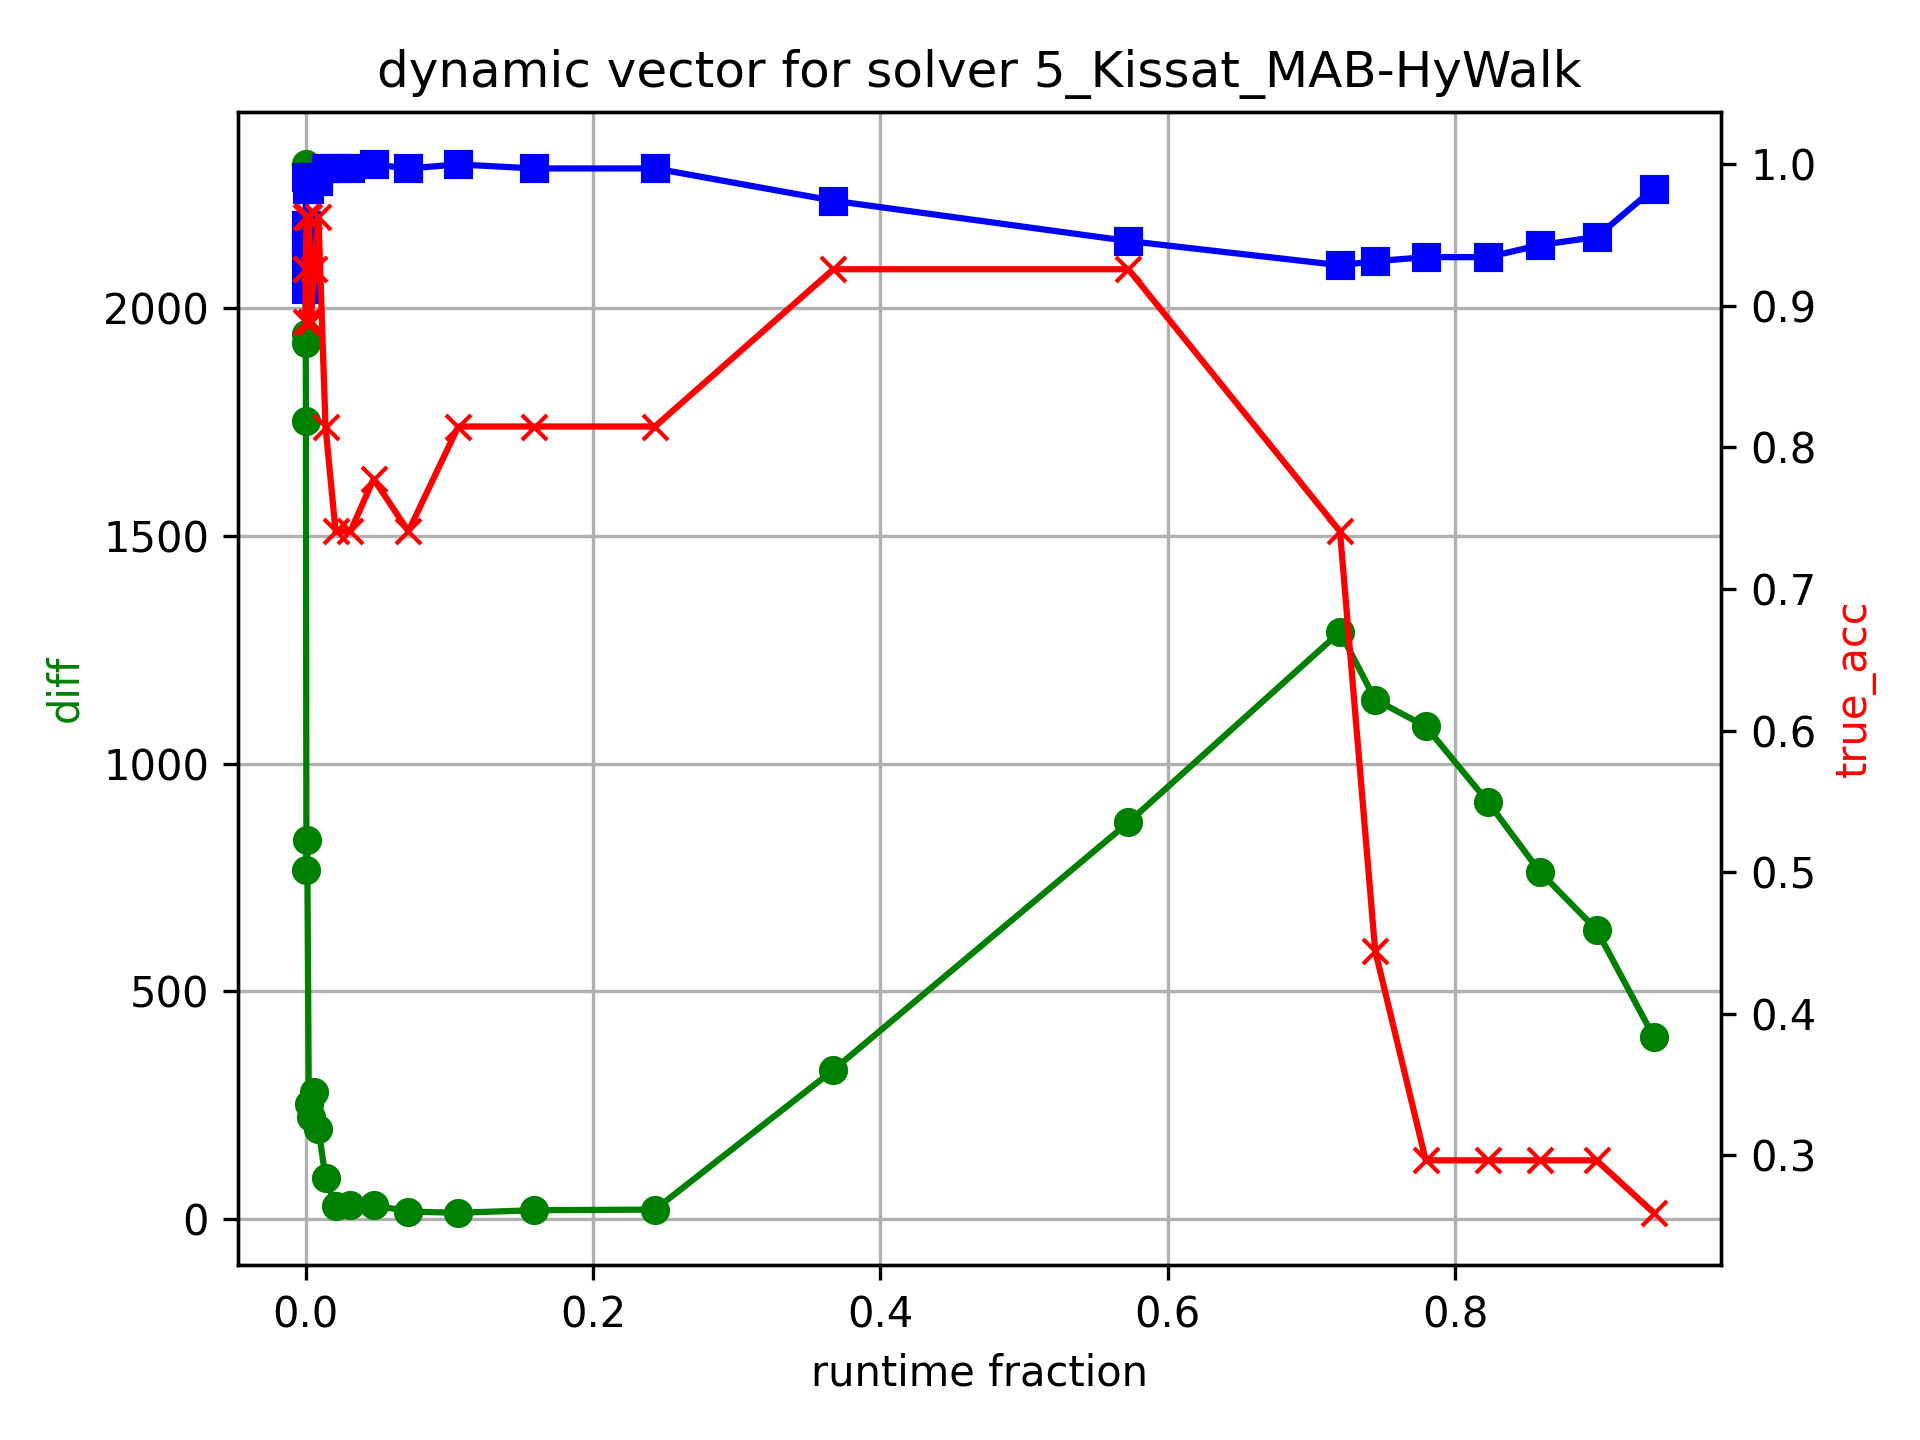 dynamic vector for solver 5_Kissat_MAB-HyWalk
diff
2000
1500
1000
500
0
1.0
0.9
0.8
0.7
0.6
0.5
0.4
0.3
true_acc
0.0 0.2 0.4 0.6 0.8
runtime fraction